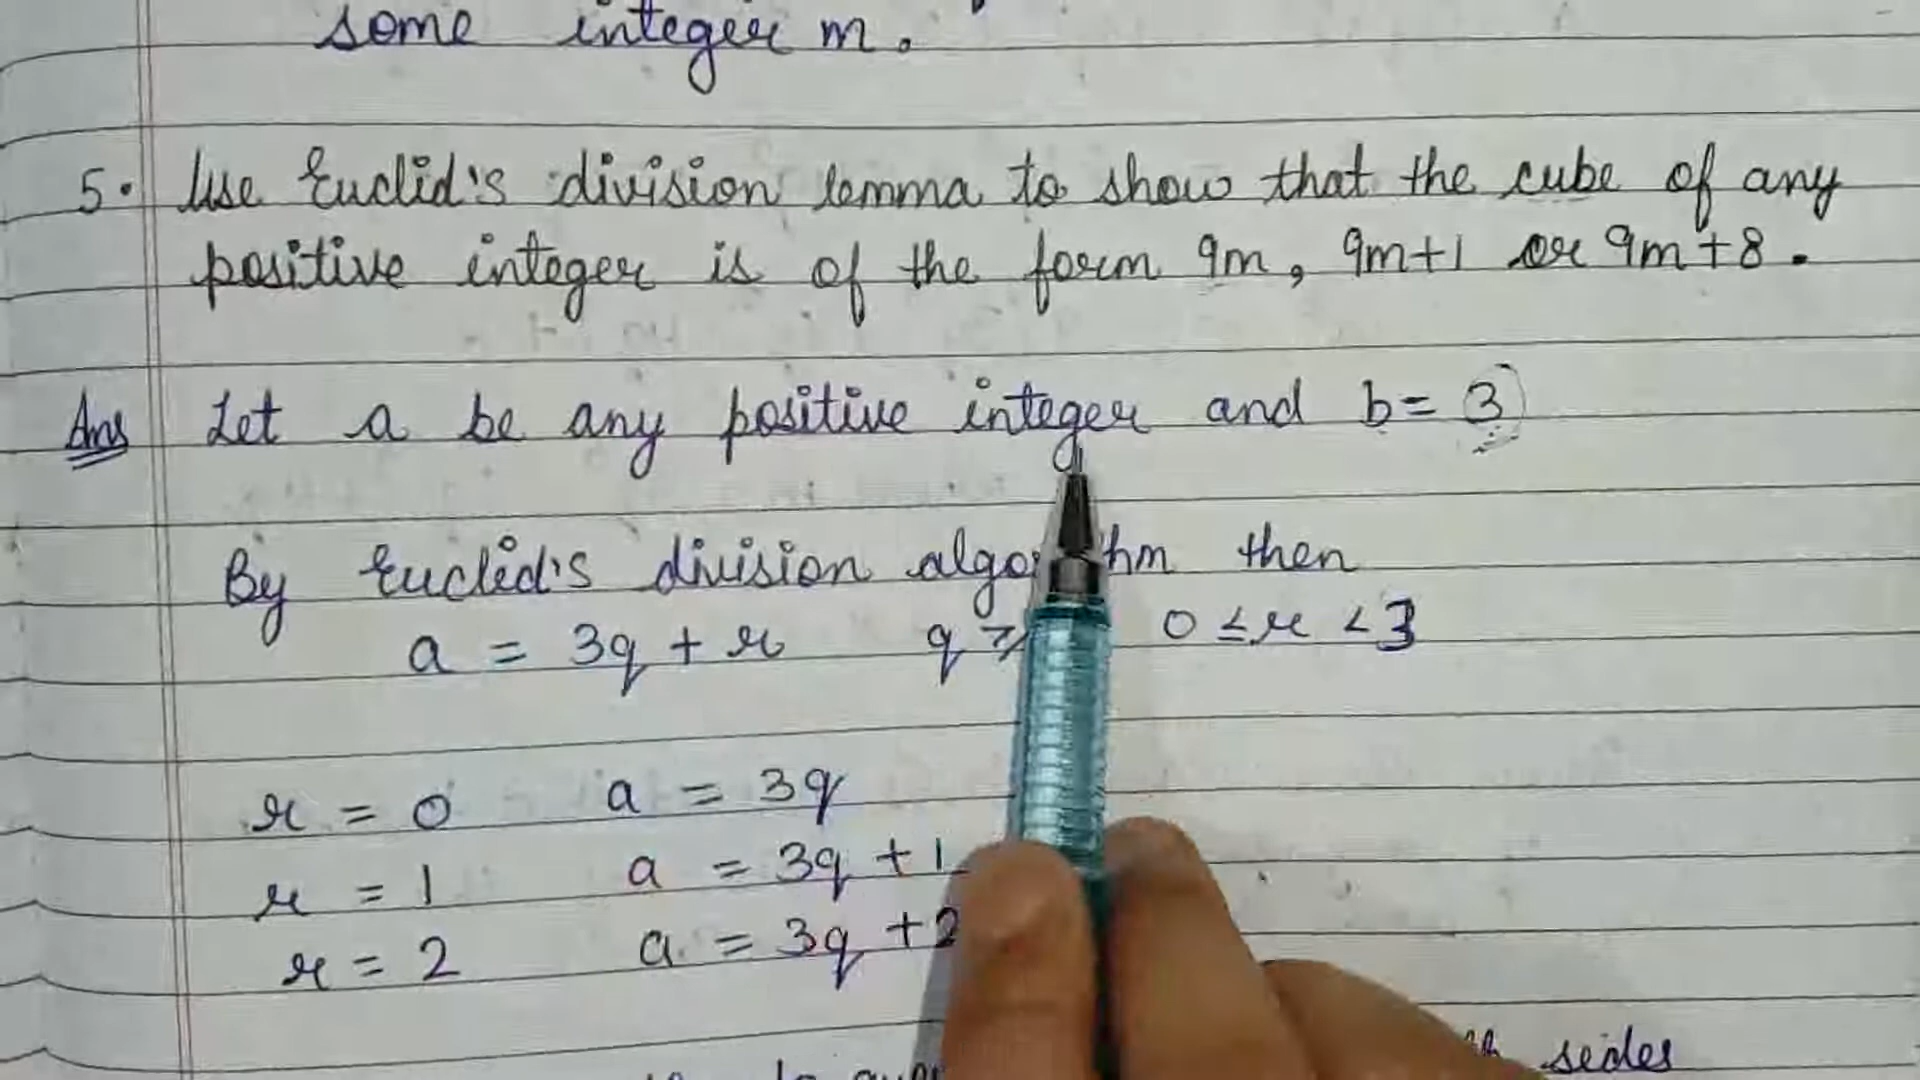 some integer m.
5. Use Euclid's division lemma to show that the cube of any
positive integer is of the form 9m, 9m+1 or 9m+8.
Ans Let a be any positive integer and b= 3
By Euclid's division then
a = 3q + r q ≥ 0 ≤ r < 3
r = 0 a = 3q
r = 1 a = 3q + 1
r = 2 a = 3q + 2
sides